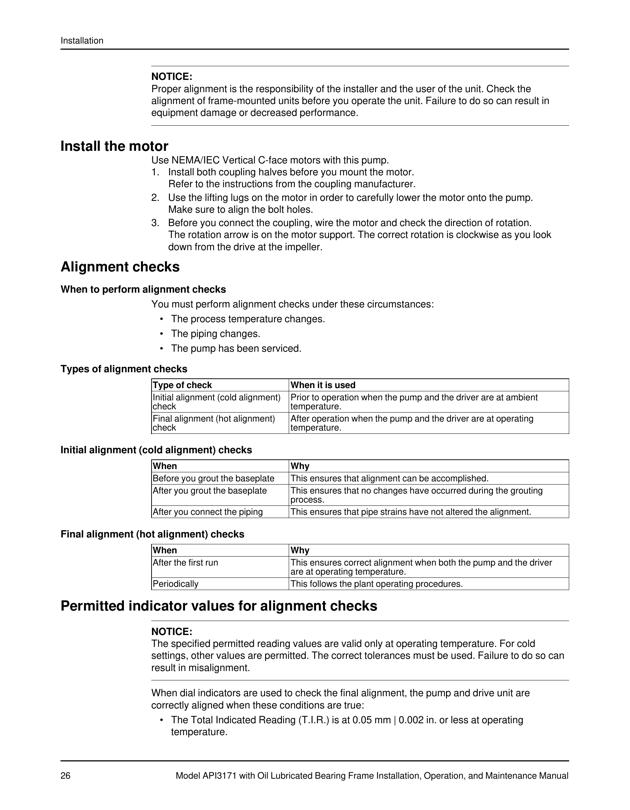 Installation
NOTICE:
Proper alignment is the responsibility of the installer and the user of the unit. Check the
alignment of frame-mounted units before you operate the unit. Failure to do so can result in
equipment damage or decreased performance.
Install the motor
Use NEMA/IEC Vertical C-face motors with this pump.
1. Install both coupling halves before you mount the motor.
Refer to the instructions from the coupling manufacturer.
2. Use the lifting lugs on the motor in order to carefully lower the motor onto the pump.
Make sure to align the bolt holes.
3. Before you connect the coupling, wire the motor and check the direction of rotation.
The rotation arrow is on the motor support. The correct rotation is clockwise as you look
down from the drive at the impeller.
Alignment checks
When to perform alignment checks
You must perform alignment checks under these circumstances:
• The process temperature changes.
• The piping changes.
• The pump has been serviced.
Types of alignment checks
Type of check When it is used
Initial alignment (cold alignment) Prior to operation when the pump and the driver are at ambient
check temperature.
Final alignment (hot alignment) After operation when the pump and the driver are at operating
check temperature.
Initial alignment (cold alignment) checks
When Why
Before you grout the baseplate This ensures that alignment can be accomplished.
After you grout the baseplate This ensures that no changes have occurred during the grouting
process.
After you connect the piping This ensures that pipe strains have not altered the alignment.
Final alignment (hot alignment) checks
When Why
After the first run This ensures correct alignment when both the pump and the driver
are at operating temperature.
Periodically This follows the plant operating procedures.
Permitted indicator values for alignment checks
NOTICE:
The specified permitted reading values are valid only at operating temperature. For cold
settings, other values are permitted. The correct tolerances must be used. Failure to do so can
result in misalignment.
When dial indicators are used to check the final alignment, the pump and drive unit are
correctly aligned when these conditions are true:
• The Total Indicated Reading (T.I.R.) is at 0.05 mm | 0.002 in. or less at operating
temperature.
26 Model API3171 with Oil Lubricated Bearing Frame Installation, Operation, and Maintenance Manual